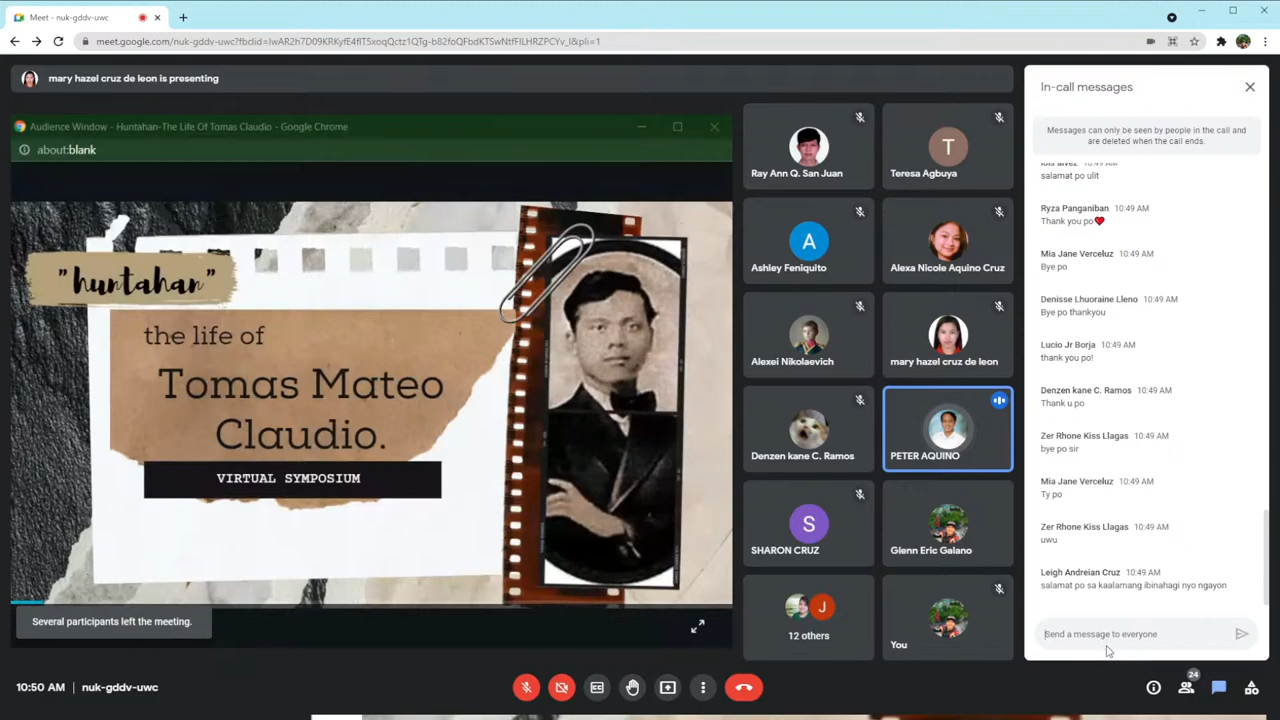 Meet - nuk-gddv-uwc
meet.google.com/nuk-gddv-uwc?fbclid=IwAR2h7D09KRKyfE4fIT5xoqQctz1QTg-b82foQFbdKTSwNtfFILHRZPCYv_I&pli=1
mary hazel cruz de leon is presenting
Audience Window - Huntahan-The Life Of Tomas Claudio - Google Chrome
about:blank
"huntahan"
the life of
Tomas Mateo
Claudio.
VIRTUAL SYMPOSIUM
Several participants left the meeting.
Ray Ann Q. San Juan
T
Teresa Agbuya
A
Ashley Feniquito
Alexa Nicole Aquino Cruz
Alexei Nikolaevich
mary hazel cruz de leon
Denzen kane C. Ramos
PETER AQUINO
S
SHARON CRUZ
Glenn Eric Galano
J
12 others
You
In-call messages
Messages can only be seen by people in the call and
are deleted when the call ends.
salamat po ulit
Ryza Panganiban 10:49 AM
Thank you po❤
Mia Jane Verceluz 10:49 AM
Bye po
Denisse Lhuoraine Lleno 10:49 AM
Bye po thankyou
Lucio Jr Borja 10:49 AM
thank you po!
Denzen kane C. Ramos 10:49 AM
Thank u po
Zer Rhone Kiss Llagas 10:49 AM
bye po sir
Mia Jane Verceluz 10:49 AM
Ty po
Zer Rhone Kiss Llagas 10:49 AM
uwu
Leigh Andreian Cruz 10:49 AM
salamat po sa kaalamang ibinahagi nyo ngayon
Send a message to everyone
10:50 AM
nuk-gddv-uwc
24